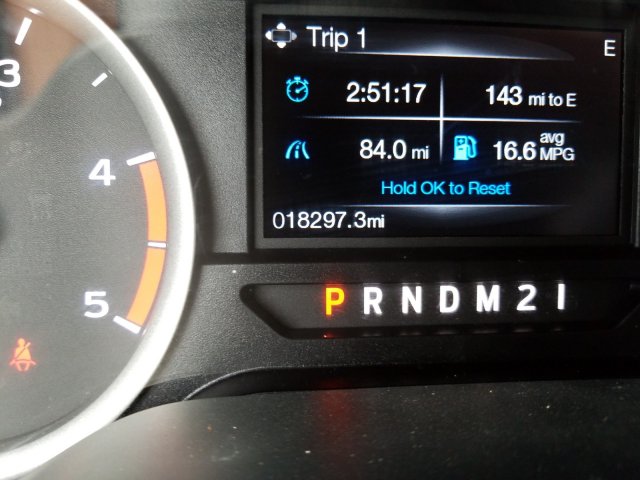 Trip 1
E
2:51:17
143 mi to E
84.0 mi
16.6 avg MPG
Hold OK to Reset
018297.3mi
P R N D M 2 1
3
4
5